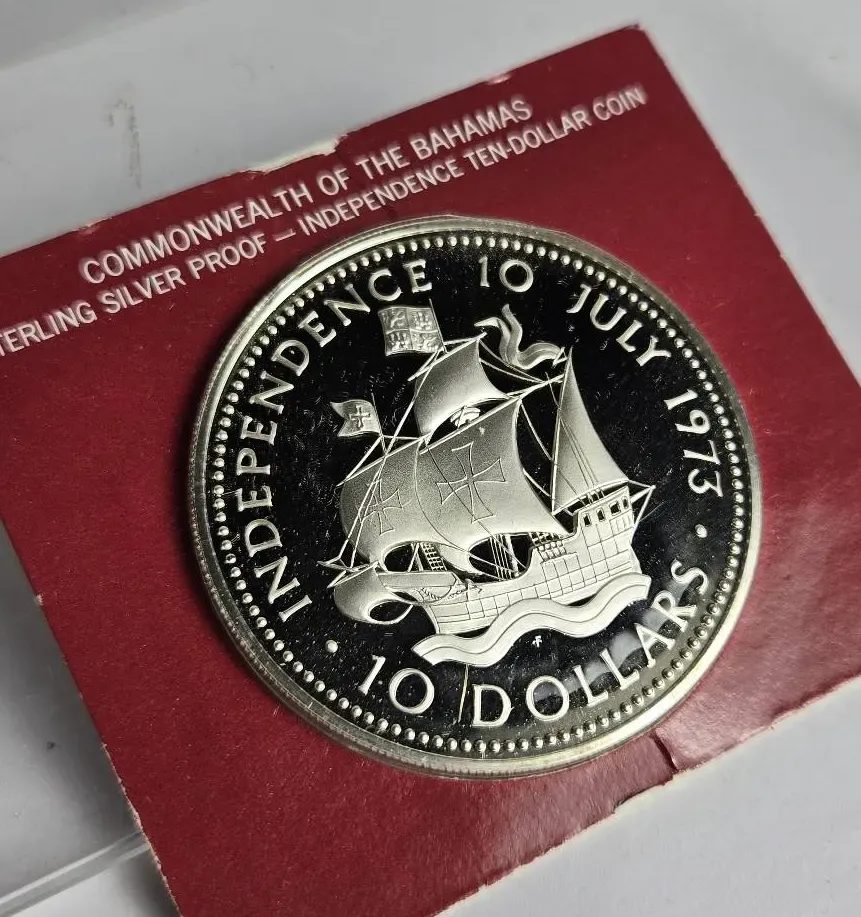 COMMONWEALTH OF THE BAHAMAS
TERLING SILVER PROOF – INDEPENDENCE TEN-DOLLAR COIN
INDEPENDENCE 10 JULY 1973
10 DOLLARS